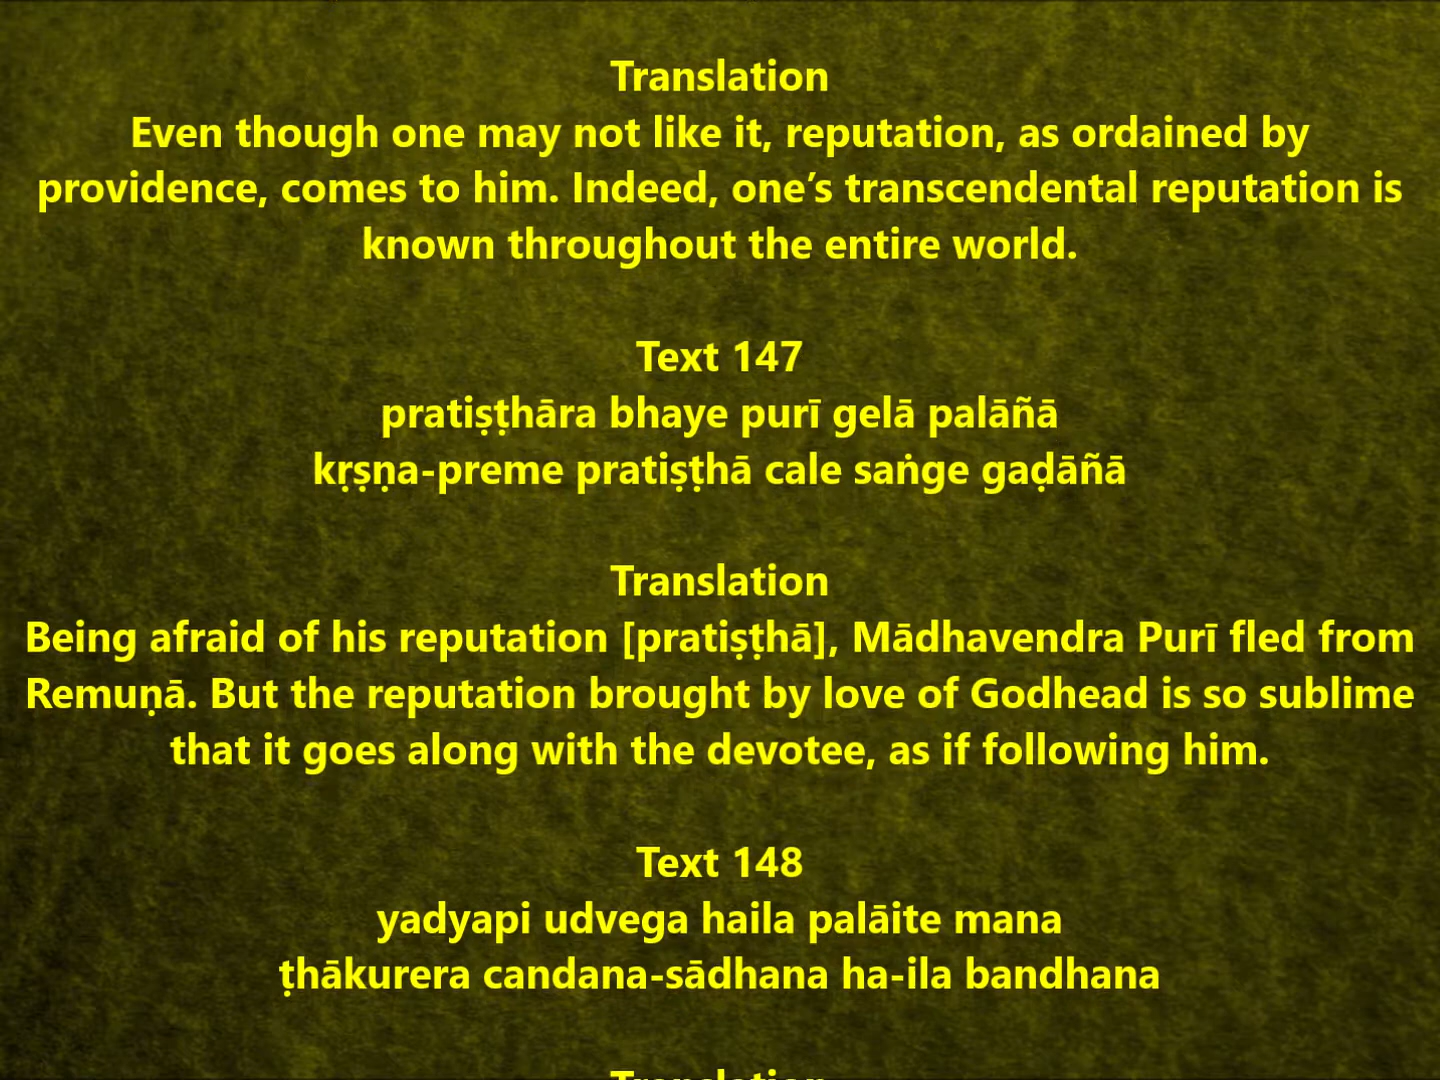 Translation
Even though one may not like it, reputation, as ordained by
providence, comes to him. Indeed, one’s transcendental reputation is
known throughout the entire world.
Text 147
pratiṣṭhāra bhaye purī gelā palāñā
kṛṣṇa-preme pratiṣṭhā cale saṅge gaḍāñā
Translation
Being afraid of his reputation [pratiṣṭhā], Mādhavendra Purī fled from
Remuṇā. But the reputation brought by love of Godhead is so sublime
that it goes along with the devotee, as if following him.
Text 148
yadyapi udvega haila palāite mana
ṭhākurera candana-sādhana ha-ila bandhana
Translation